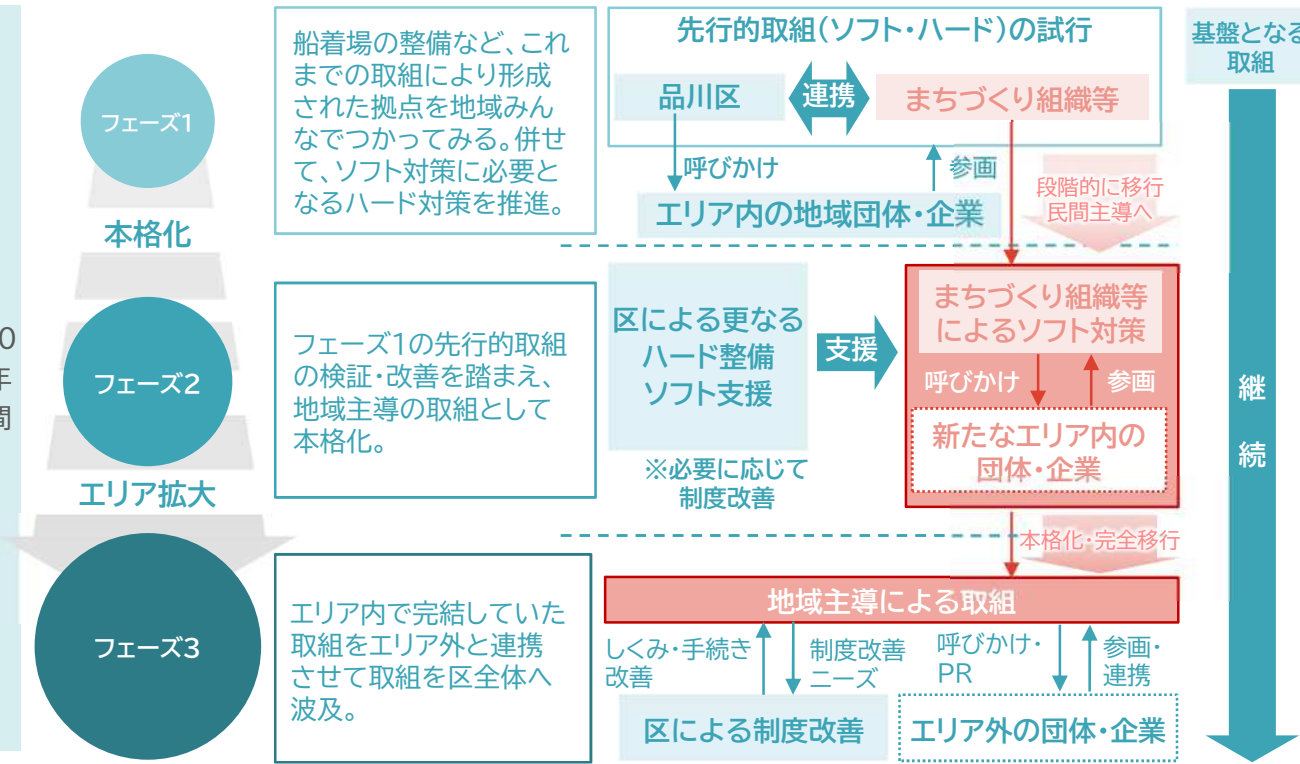 0
年
間
フェーズ1
本格化
フェーズ2
エリア拡大
フェーズ3
船着場の整備など、これ
までの取組により形成
された拠点を地域みん
なでつかってみる。併せ
て、ソフト対策に必要と
なるハード対策を推進。
先行的取組(ソフト・ハード)の試行
品川区
連携
まちづくり組織等
呼びかけ
参画
エリア内の地域団体・企業
段階的に移行
民間主導へ
フェーズ1の先行的取組
の検証・改善を踏まえ、
地域主導の取組として
本格化。
区による更なる
ハード整備
ソフト支援
支援
※必要に応じて
制度改善
まちづくり組織等
によるソフト対策
呼びかけ
参画
新たなエリア内の
団体・企業
本格化・完全移行
エリア内で完結していた
取組をエリア外と連携
させて取組を区全体へ
波及。
地域主導による取組
しくみ・手続き
改善
制度改善
ニーズ
呼びかけ・
PR
参画・
連携
区による制度改善
エリア外の団体・企業
基盤となる
取組
継
続